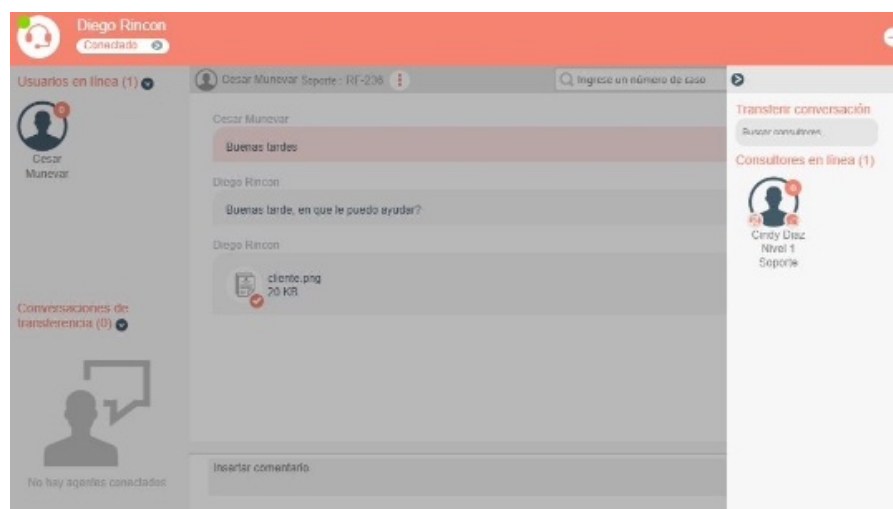 Diego Rincon
Conectado
Usuarios en línea (1)
0
Cesar
Munevar
Conversaciones de
transferencia (0)
No hay agentes conectados
Cesar Munevar Soporte : RF-236
Ingrese un número de caso
Cesar Munevar
Buenas tardes
Diego Rincon
Buenas tarde, en que le puedo ayudar?
Diego Rincon
cliente.png
20 KB
Insertar comentario
Transferir conversación
Buscar consultores
Consultores en línea (1)
0
Cindy Diaz
Nivel 1
Soporte